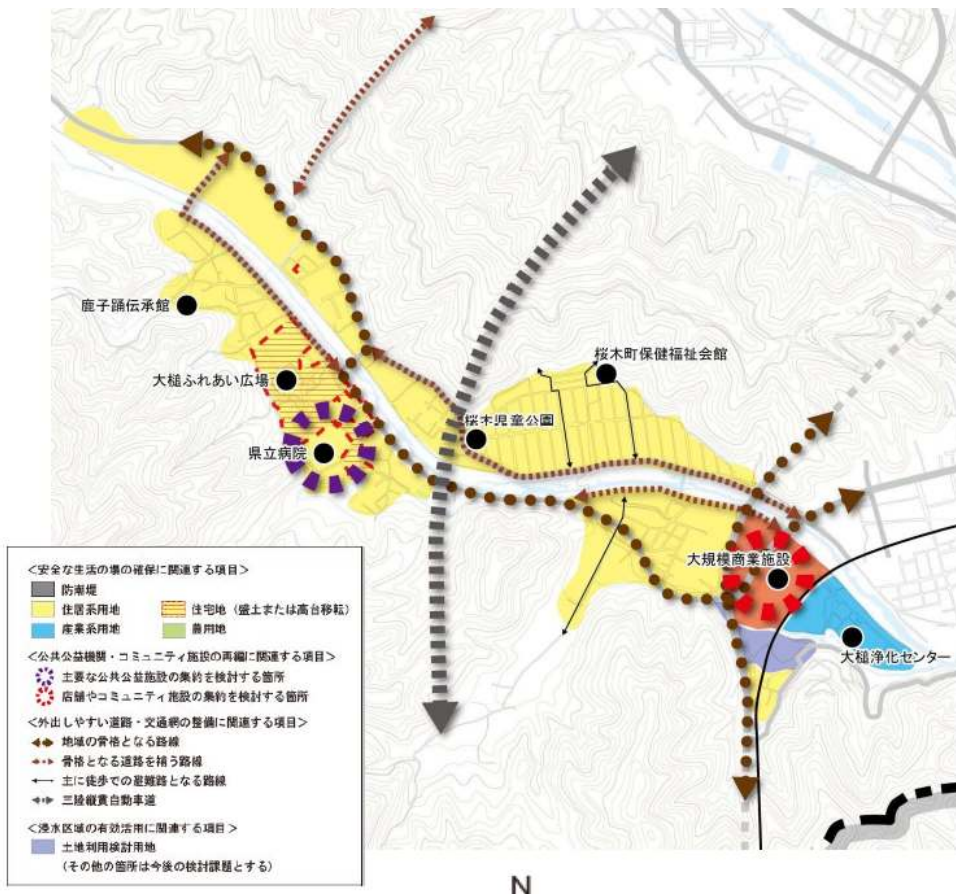 鹿子踊伝承館
桜木町保健福祉会館
大槌ふれあい広場
桜木児童公園
県立病院
大規模商業施設
大槌浄化センター
<安全な生活の場の確保に関連する項目>
防潮堤
住居系用地
住宅地（盛土または高台移転）
産業系用地
農用地
<公共公益機関・コミュニティ施設の再編に関連する項目>
主要な公共公益施設の集約を検討する箇所
店舗やコミュニティ施設の集約を検討する箇所
<外出しやすい道路・交通網の整備に関連する項目>
地域の骨格となる路線
骨格となる道路を補う路線
主に徒歩での避難路となる路線
三陸縦貫自動車道
<浸水区域の有効活用に関連する項目>
土地利用検討用地
（その他の箇所は今後の検討課題とする）
N